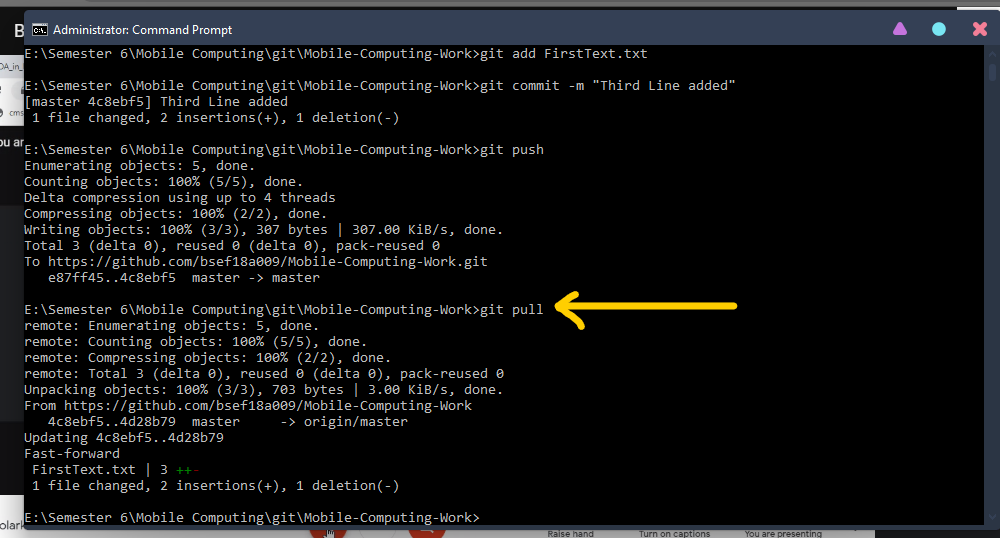 Administrator: Command Prompt
E:\Semester 6\Mobile Computing\git\Mobile-Computing-Work>git add FirstText.txt
E:\Semester 6\Mobile Computing\git\Mobile-Computing-Work>git commit -m "Third Line added"
[master 4c8ebf5] Third Line added
1 file changed, 2 insertions(+), 1 deletion(-)
E:\Semester 6\Mobile Computing\git\Mobile-Computing-Work>git push
Enumerating objects: 5, done.
Counting objects: 100% (5/5), done.
Delta compression using up to 4 threads
Compressing objects: 100% (2/2), done.
Writing objects: 100% (3/3), 307 bytes | 307.00 KiB/s, done.
Total 3 (delta 0), reused 0 (delta 0), pack-reused 0
To https://github.com/bsef18a009/Mobile-Computing-Work.git
e87ff45..4c8ebf5  master -> master
E:\Semester 6\Mobile Computing\git\Mobile-Computing-Work>git pull
remote: Enumerating objects: 5, done.
remote: Counting objects: 100% (5/5), done.
remote: Compressing objects: 100% (2/2), done.
remote: Total 3 (delta 0), reused 0 (delta 0), pack-reused 0
Unpacking objects: 100% (3/3), 703 bytes | 3.00 KiB/s, done.
From https://github.com/bsef18a009/Mobile-Computing-Work
4c8ebf5..4d28b79  master     -> origin/master
Updating 4c8ebf5..4d28b79
Fast-forward
FirstText.txt | 3 ++-
1 file changed, 2 insertions(+), 1 deletion(-)
E:\Semester 6\Mobile Computing\git\Mobile-Computing-Work>
Raise hand Turn on captions You are presenting